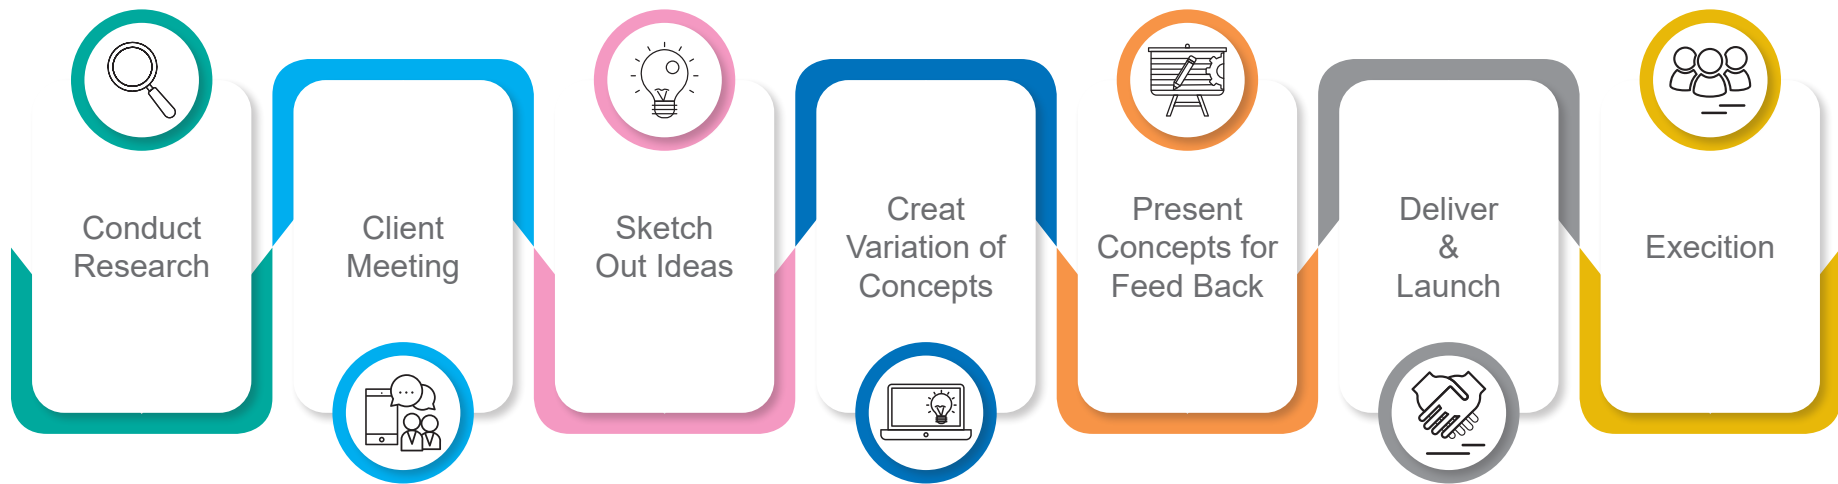 Conduct
Research
Client
Meeting
Sketch
Out Ideas
Creat
Variation of
Concepts
Present
Concepts for
Feed Back
Deliver
&
Launch
Execition